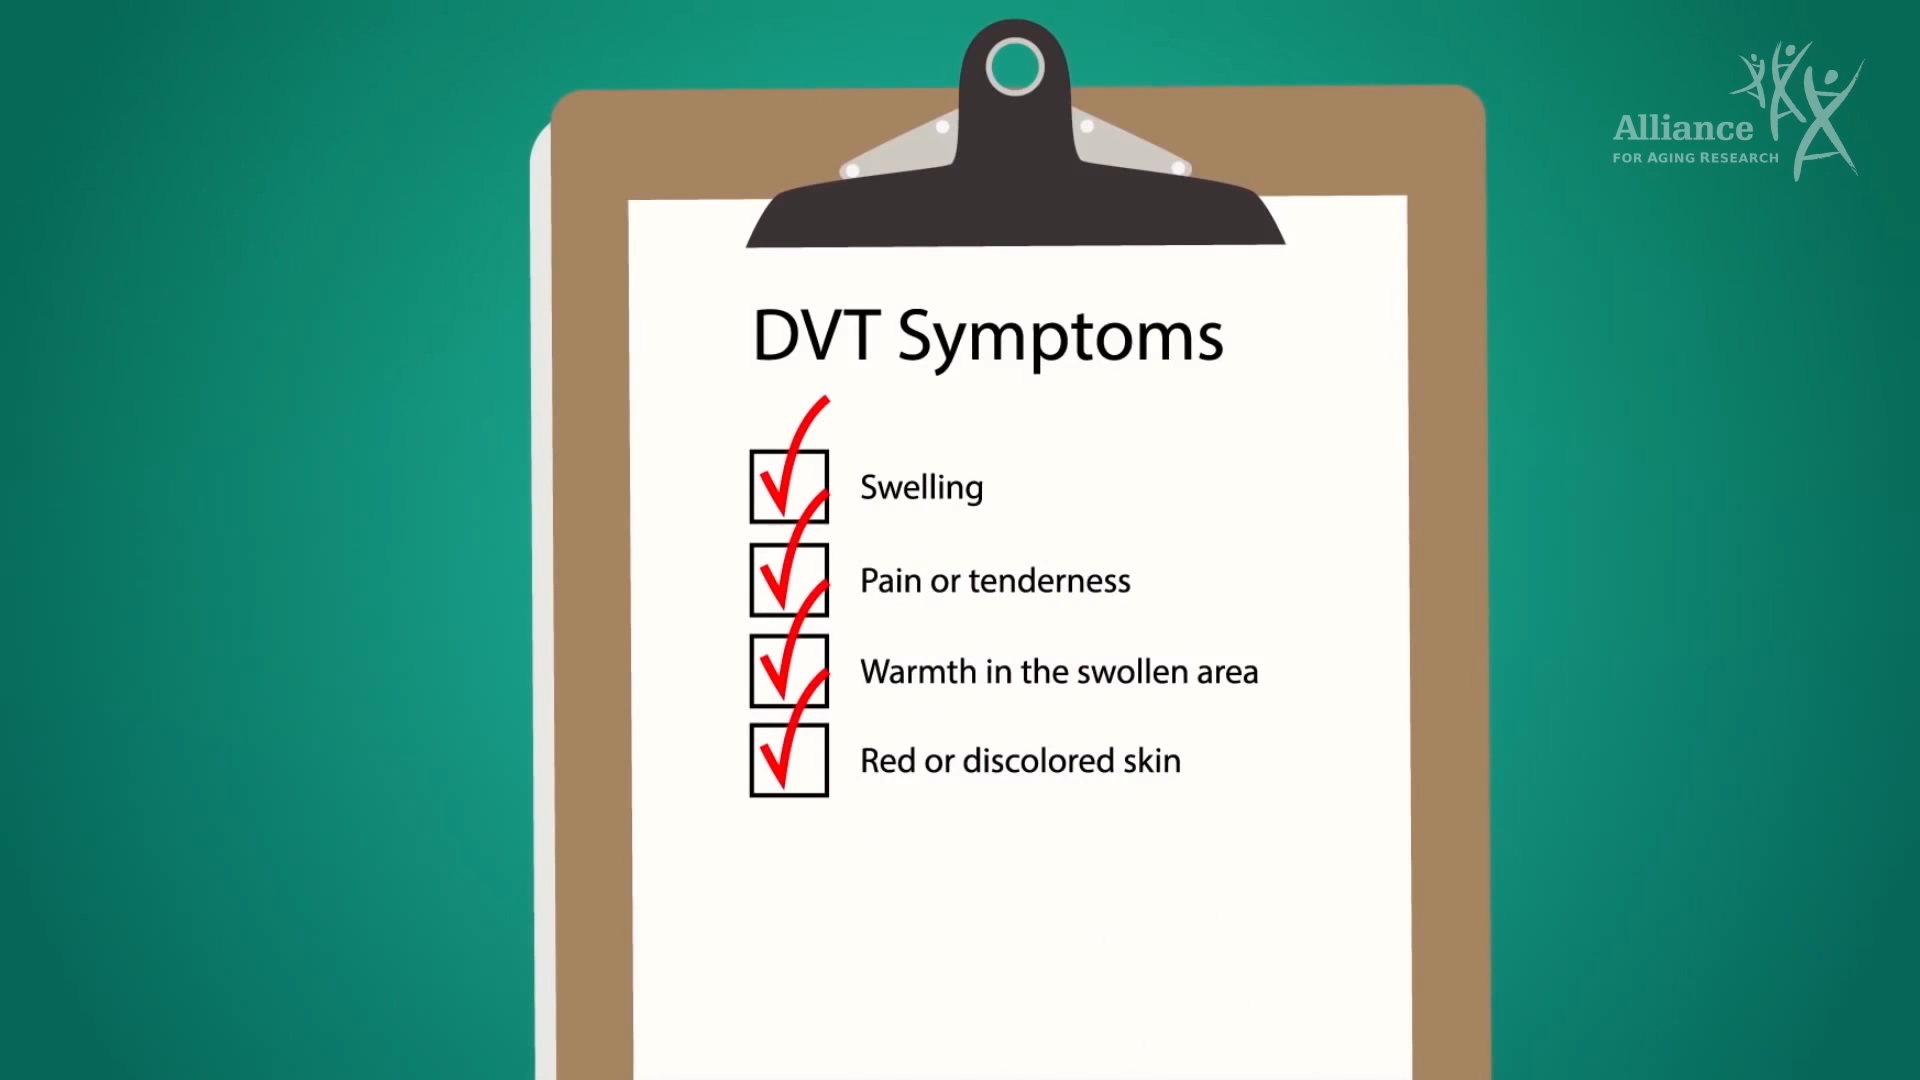 Alliance
FOR AGING RESEARCH
DVT Symptoms
Swelling
Pain or tenderness
Warmth in the swollen area
Red or discolored skin